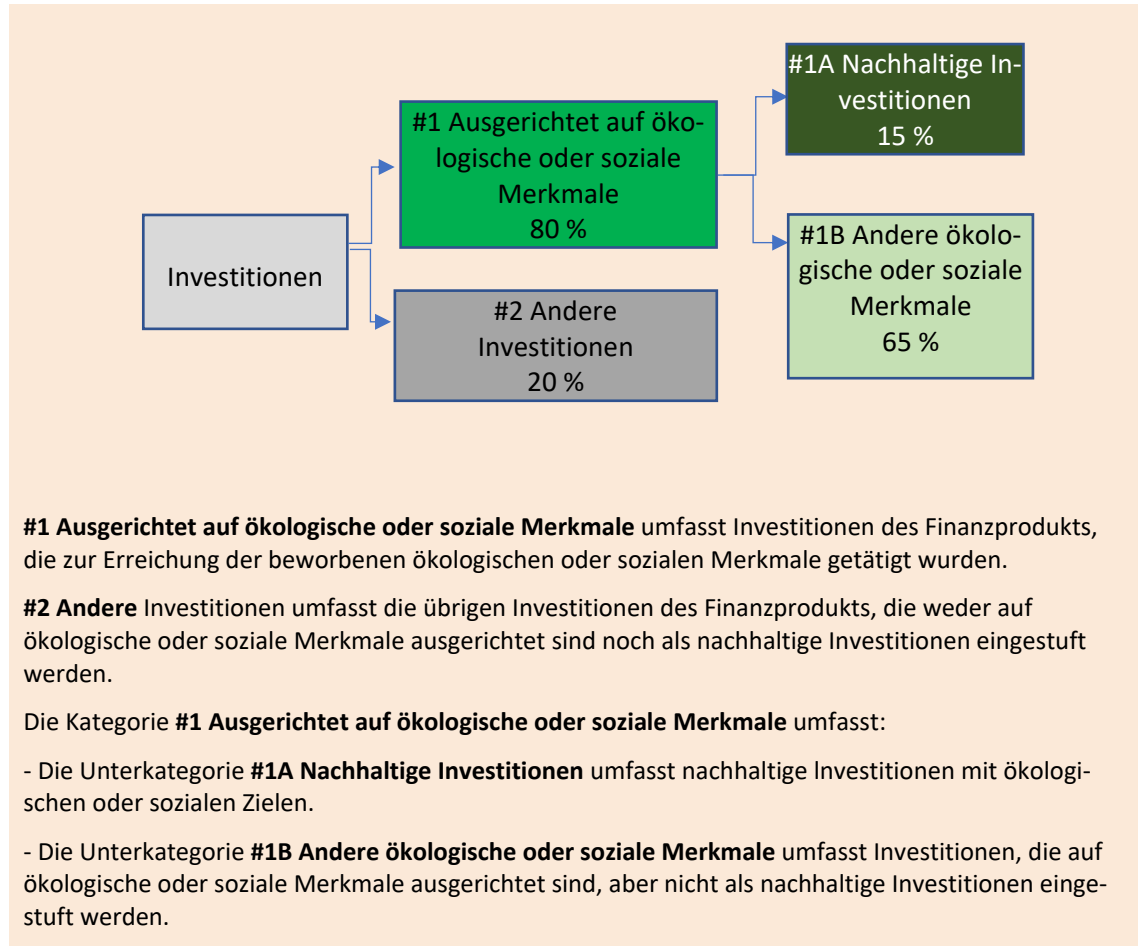 Investitionen
#1 Ausgerichtet auf öko-
logische oder soziale
Merkmale
80 %
#2 Andere
Investitionen
20 %
#1A Nachhaltige In-
vestitionen
15 %
#1B Andere ökolo-
gische oder soziale
Merkmale
65 %
#1 Ausgerichtet auf ökologische oder soziale Merkmale umfasst Investitionen des Finanzprodukts,
die zur Erreichung der beworbenen ökologischen oder sozialen Merkmale getätigt wurden.
#2 Andere Investitionen umfasst die übrigen Investitionen des Finanzprodukts, die weder auf
ökologische oder soziale Merkmale ausgerichtet sind noch als nachhaltige Investitionen eingestuft
werden.
Die Kategorie #1 Ausgerichtet auf ökologische oder soziale Merkmale umfasst:
- Die Unterkategorie #1A Nachhaltige Investitionen umfasst nachhaltige Investitionen mit ökologi-
schen oder sozialen Zielen.
- Die Unterkategorie #1B Andere ökologische oder soziale Merkmale umfasst Investitionen, die auf
ökologische oder soziale Merkmale ausgerichtet sind, aber nicht als nachhaltige Investitionen einge-
stuft werden.